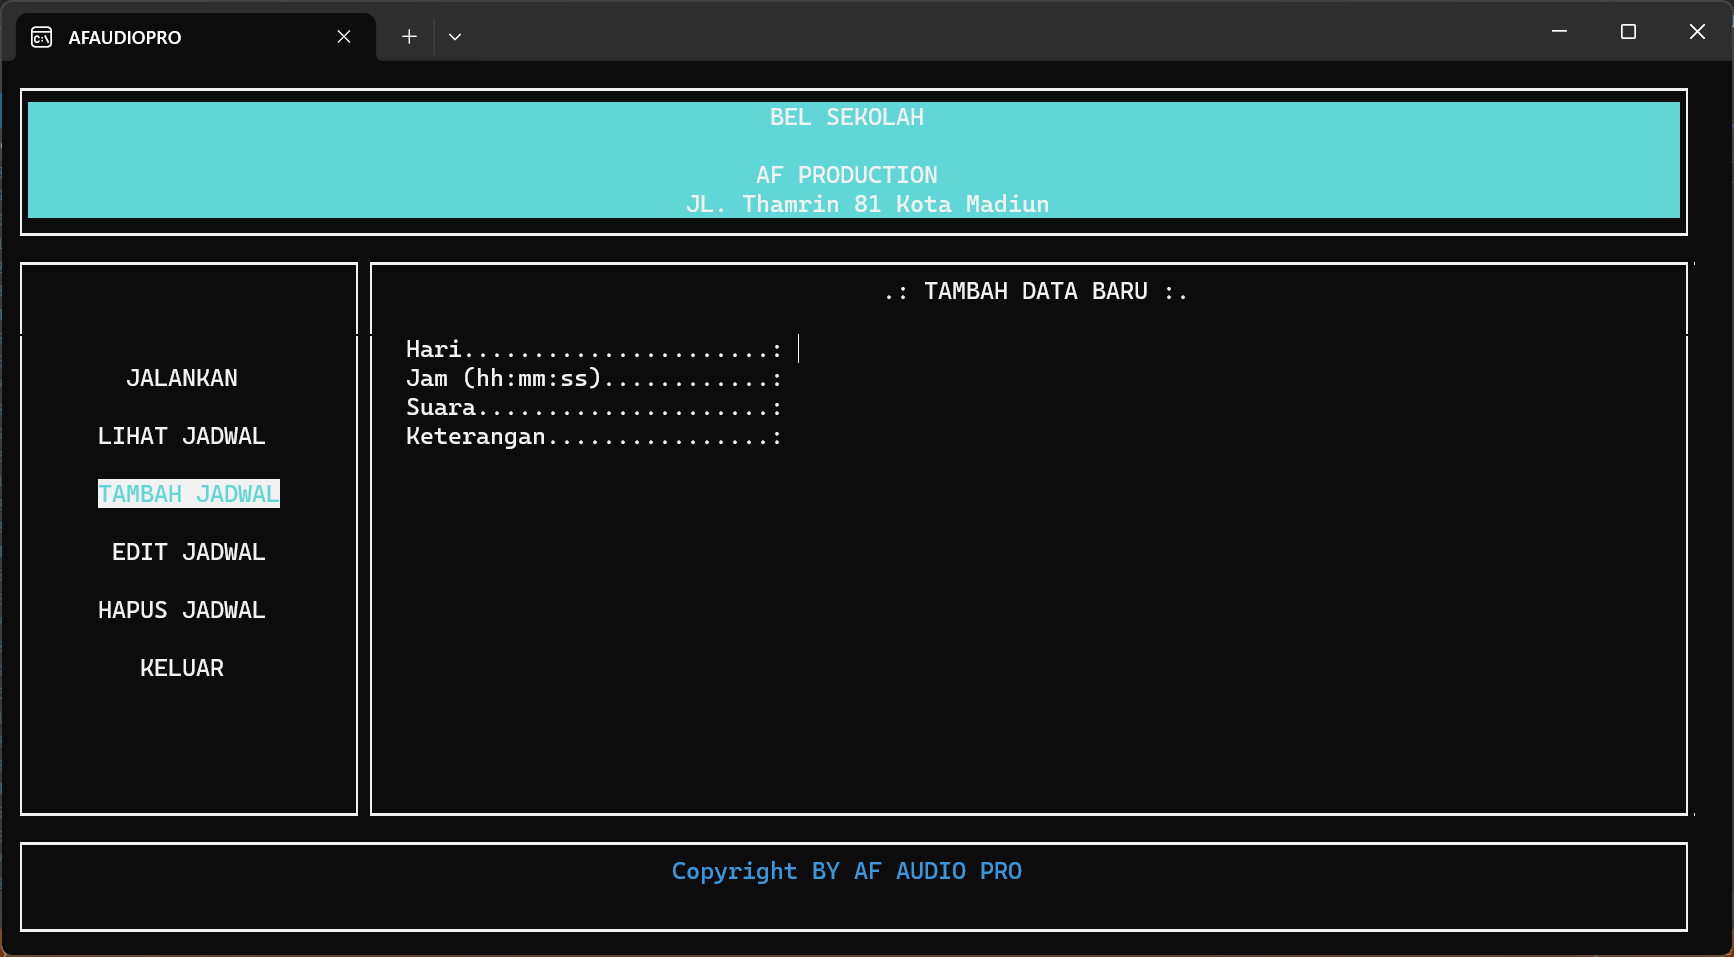 AFAUDIOPRO
BEL SEKOLAH
AF PRODUCTION
JL. Thamrin 81 Kota Madiun
JALANKAN
LIHAT JADWAL
TAMBAH JADWAL
EDIT JADWAL
HAPUS JADWAL
KELUAR
.: TAMBAH DATA BARU :.
Hari......................:
Jam (hh:mm:ss)............:
Suara.....................:
Keterangan................:
Copyright BY AF AUDIO PRO